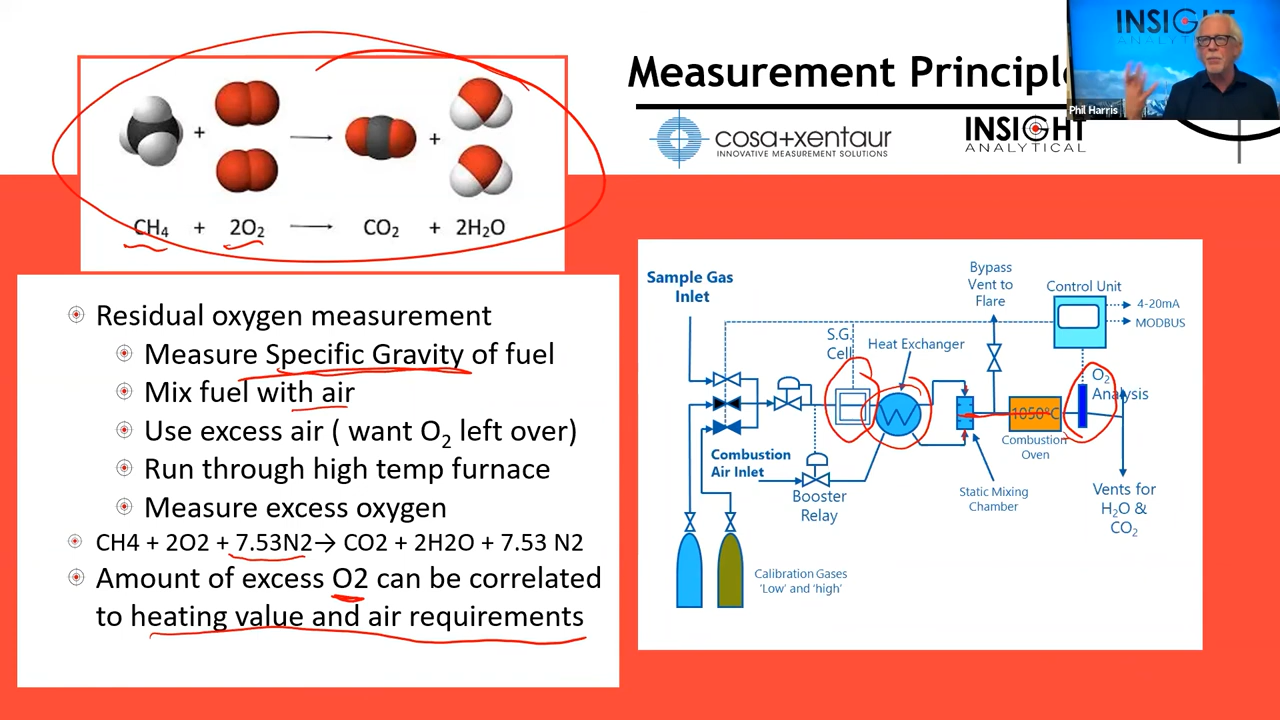 Measurement Principle
INSIGHT
ANALYTICAL
Phil Harris
cosa+xentaur
INNOVATIVE MEASUREMENT SOLUTIONS
INSIGHT
ANALYTICAL
+ → +
CH₄ + 2O₂ → CO₂ + 2H₂O
Residual oxygen measurement
Measure Specific Gravity of fuel
Mix fuel with air
Use excess air ( want O₂ left over)
Run through high temp furnace
Measure excess oxygen
CH4 + 2O2 + 7.53N2→ CO2 + 2H2O + 7.53 N2
Amount of excess O2 can be correlated
to heating value and air requirements
Sample Gas
Inlet
Bypass
Vent to
Flare
Control Unit
4-20mA
MODBUS
S.G.
Cell
Heat Exchanger
O₂
Analysis
1050°C
Combustion
Oven
Combustion
Air Inlet
Booster
Relay
Static Mixing
Chamber
Vents for
H₂O &
CO₂
Calibration Gases
'Low' and 'high'